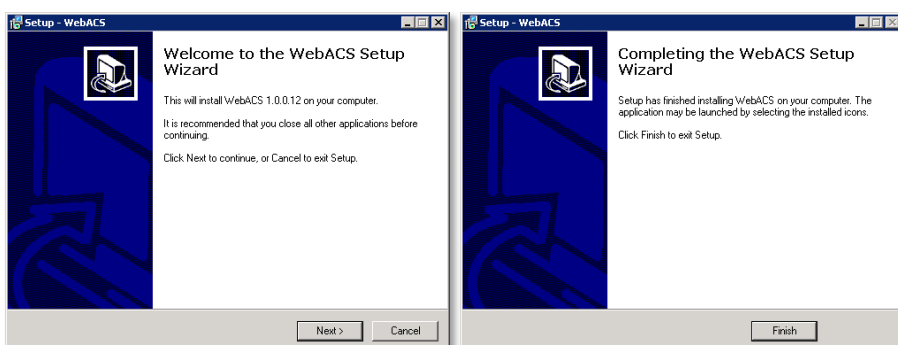 Setup - WebACS
Welcome to the WebACS Setup
Wizard
This will install WebACS 1.0.0.12 on your computer.
It is recommended that you close all other applications before
continuing.
Click Next to continue, or Cancel to exit Setup.
Next >
Cancel
Setup - WebACS
Completing the WebACS Setup
Wizard
Setup has finished installing WebACS on your computer. The
application may be launched by selecting the installed icons.
Click Finish to exit Setup.
Finish